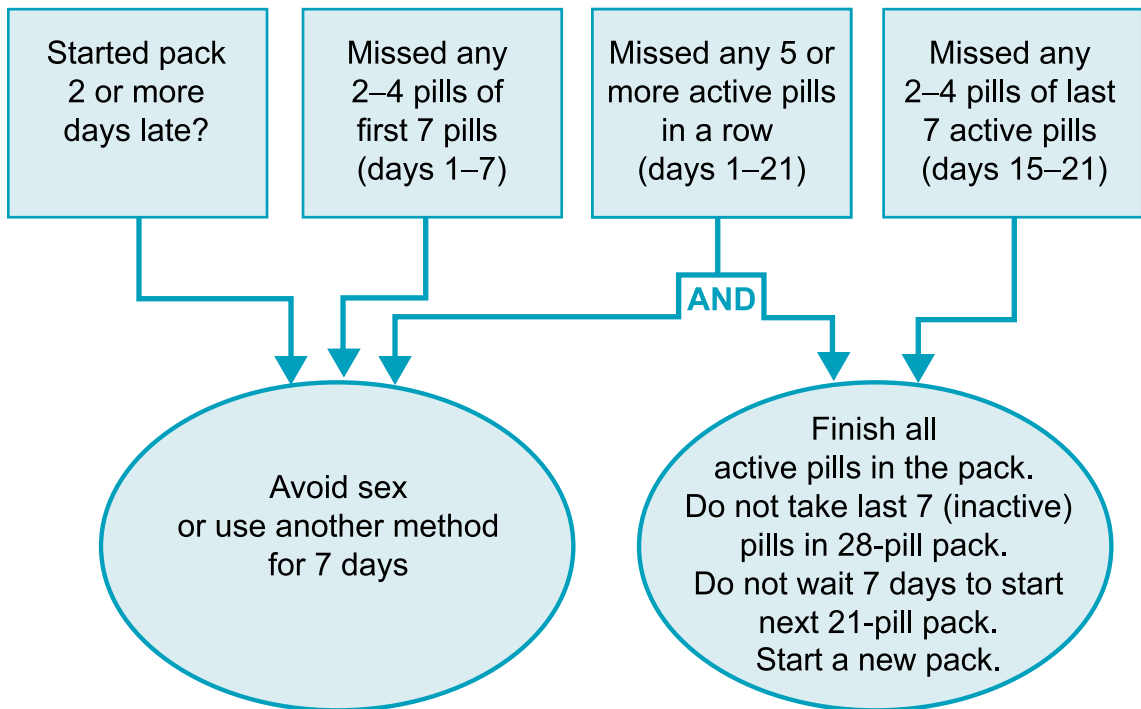 Started pack
2 or more
days late?
Missed any
2–4 pills of
first 7 pills
(days 1–7)
Missed any 5 or
more active pills
in a row
(days 1–21)
Missed any
2–4 pills of last
7 active pills
(days 15–21)
AND
Avoid sex
or use another method
for 7 days
Finish all
active pills in the pack.
Do not take last 7 (inactive)
pills in 28-pill pack.
Do not wait 7 days to start
next 21-pill pack.
Start a new pack.